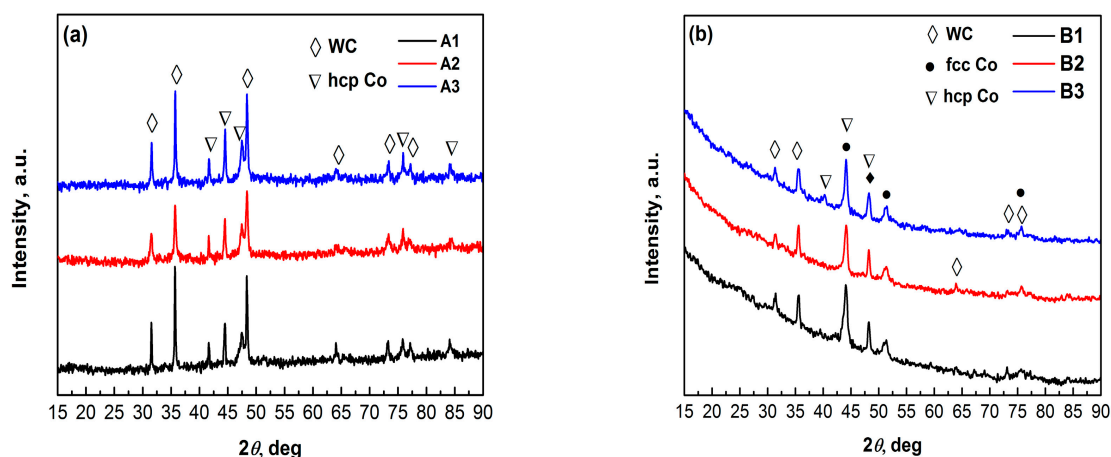 (a)
WC
hcp Co
A1
A2
A3
Intensity, a.u.
15 20 25 30 35 40 45 50 55 60 65 70 75 80 85 90
2θ, deg
(b)
WC
fcc Co
hcp Co
B1
B2
B3
Intensity, a.u.
15 20 25 30 35 40 45 50 55 60 65 70 75 80 85 90
2θ, deg